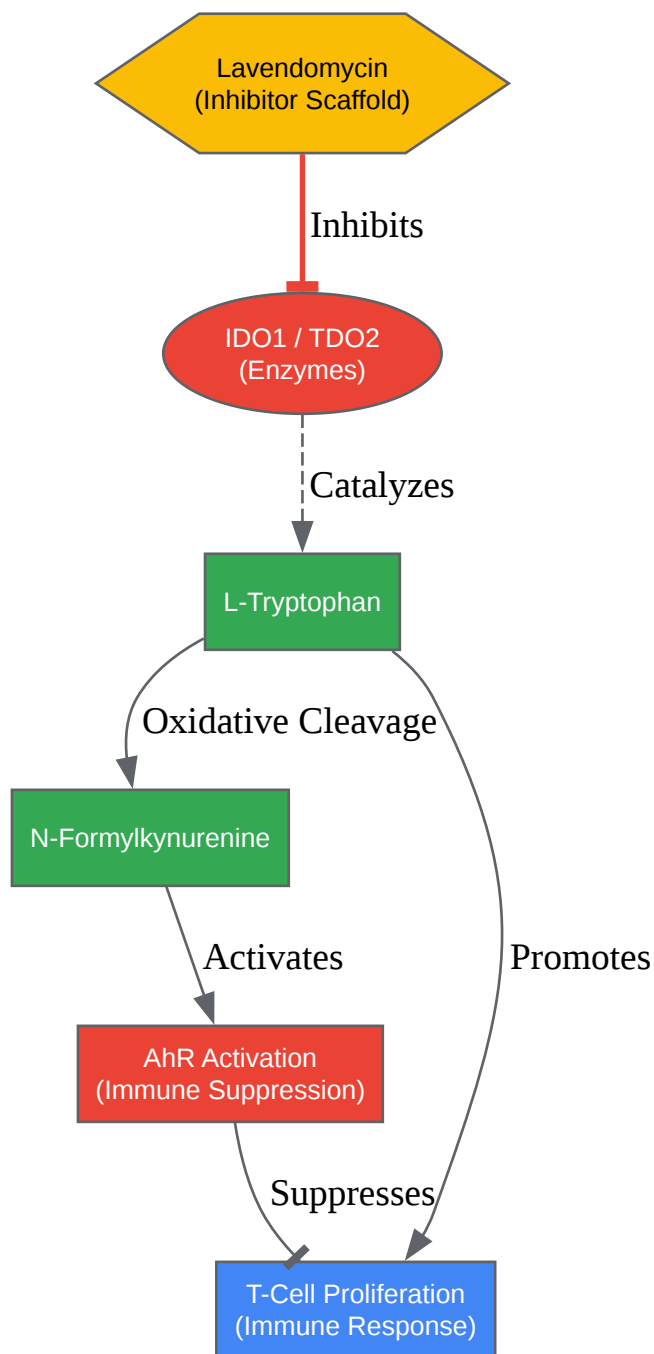 Lavendomycin
(Inhibitor Scaffold)
Inhibits
IDO1 / TDO2
(Enzymes)
Catalyzes
L-Tryptophan
Oxidative Cleavage
N-Formylkynurenine
Activates
Promotes
AhR Activation
(Immune Suppression)
Suppresses
T-Cell Proliferation
(Immune Response)